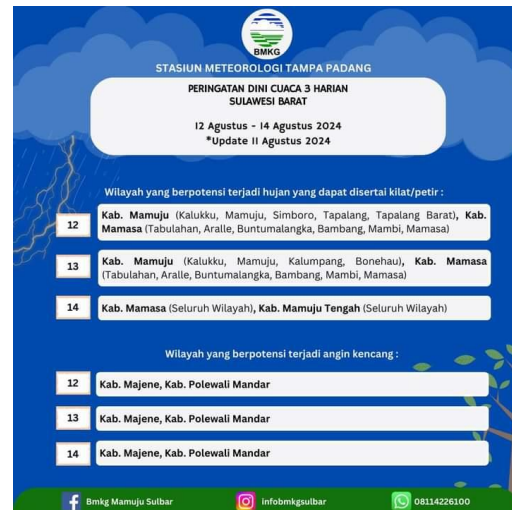 BMKG
STASIUN METEOROLOGI TAMPA PADANG
PERINGATAN DINI CUACA 3 HARIAN
SULAWESI BARAT
12 Agustus - 14 Agustus 2024
*Update 11 Agustus 2024
Wilayah yang berpotensi terjadi hujan yang dapat disertai kilat/petir :
12
Kab. Mamuju (Kalukku, Mamuju, Simboro, Tapalang, Tapalang Barat), Kab.
Mamasa (Tabulahan, Aralle, Buntumalangka, Bambang, Mambi, Mamasa)
13
Kab. Mamuju (Kalukku, Mamuju, Kalumpang, Bonehau), Kab. Mamasa
(Tabulahan, Aralle, Buntumalangka, Bambang, Mambi, Mamasa)
14
Kab. Mamasa (Seluruh Wilayah), Kab. Mamuju Tengah (Seluruh Wilayah)
Wilayah yang berpotensi terjadi angin kencang :
12
Kab. Majene, Kab. Polewali Mandar
13
Kab. Majene, Kab. Polewali Mandar
14
Kab. Majene, Kab. Polewali Mandar
Bmkg Mamuju Sulbar
infobmkgsulbar
08114226100